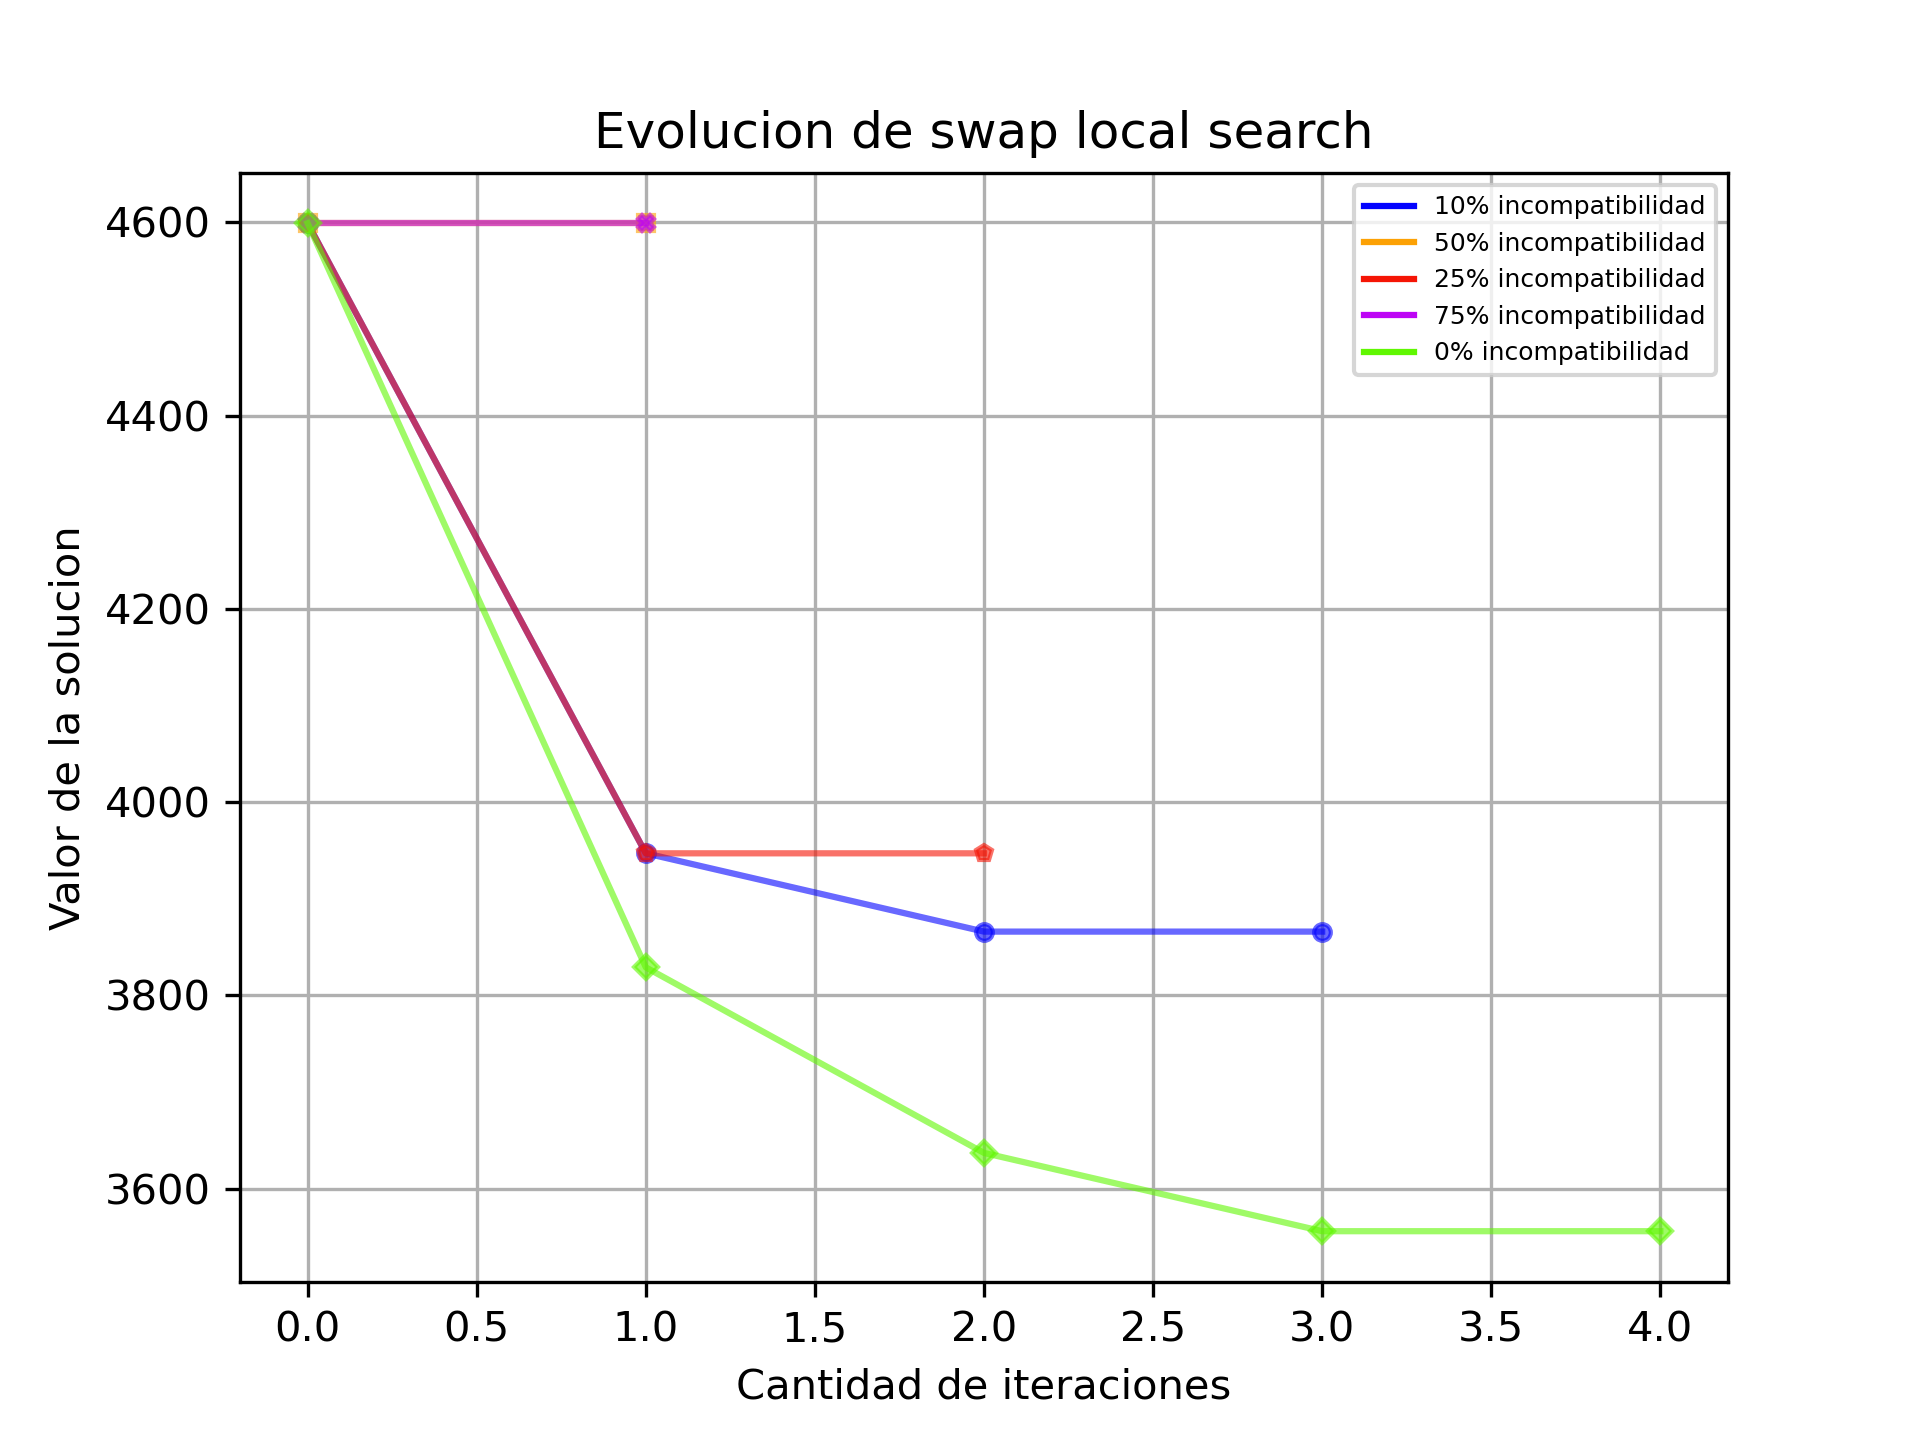 Evolucion de swap local search
10% incompatibilidad
50% incompatibilidad
25% incompatibilidad
75% incompatibilidad
0% incompatibilidad
Valor de la solucion
4600
4400
4200
4000
3800
3600
0.0 0.5 1.0 1.5 2.0 2.5 3.0 3.5 4.0
Cantidad de iteraciones